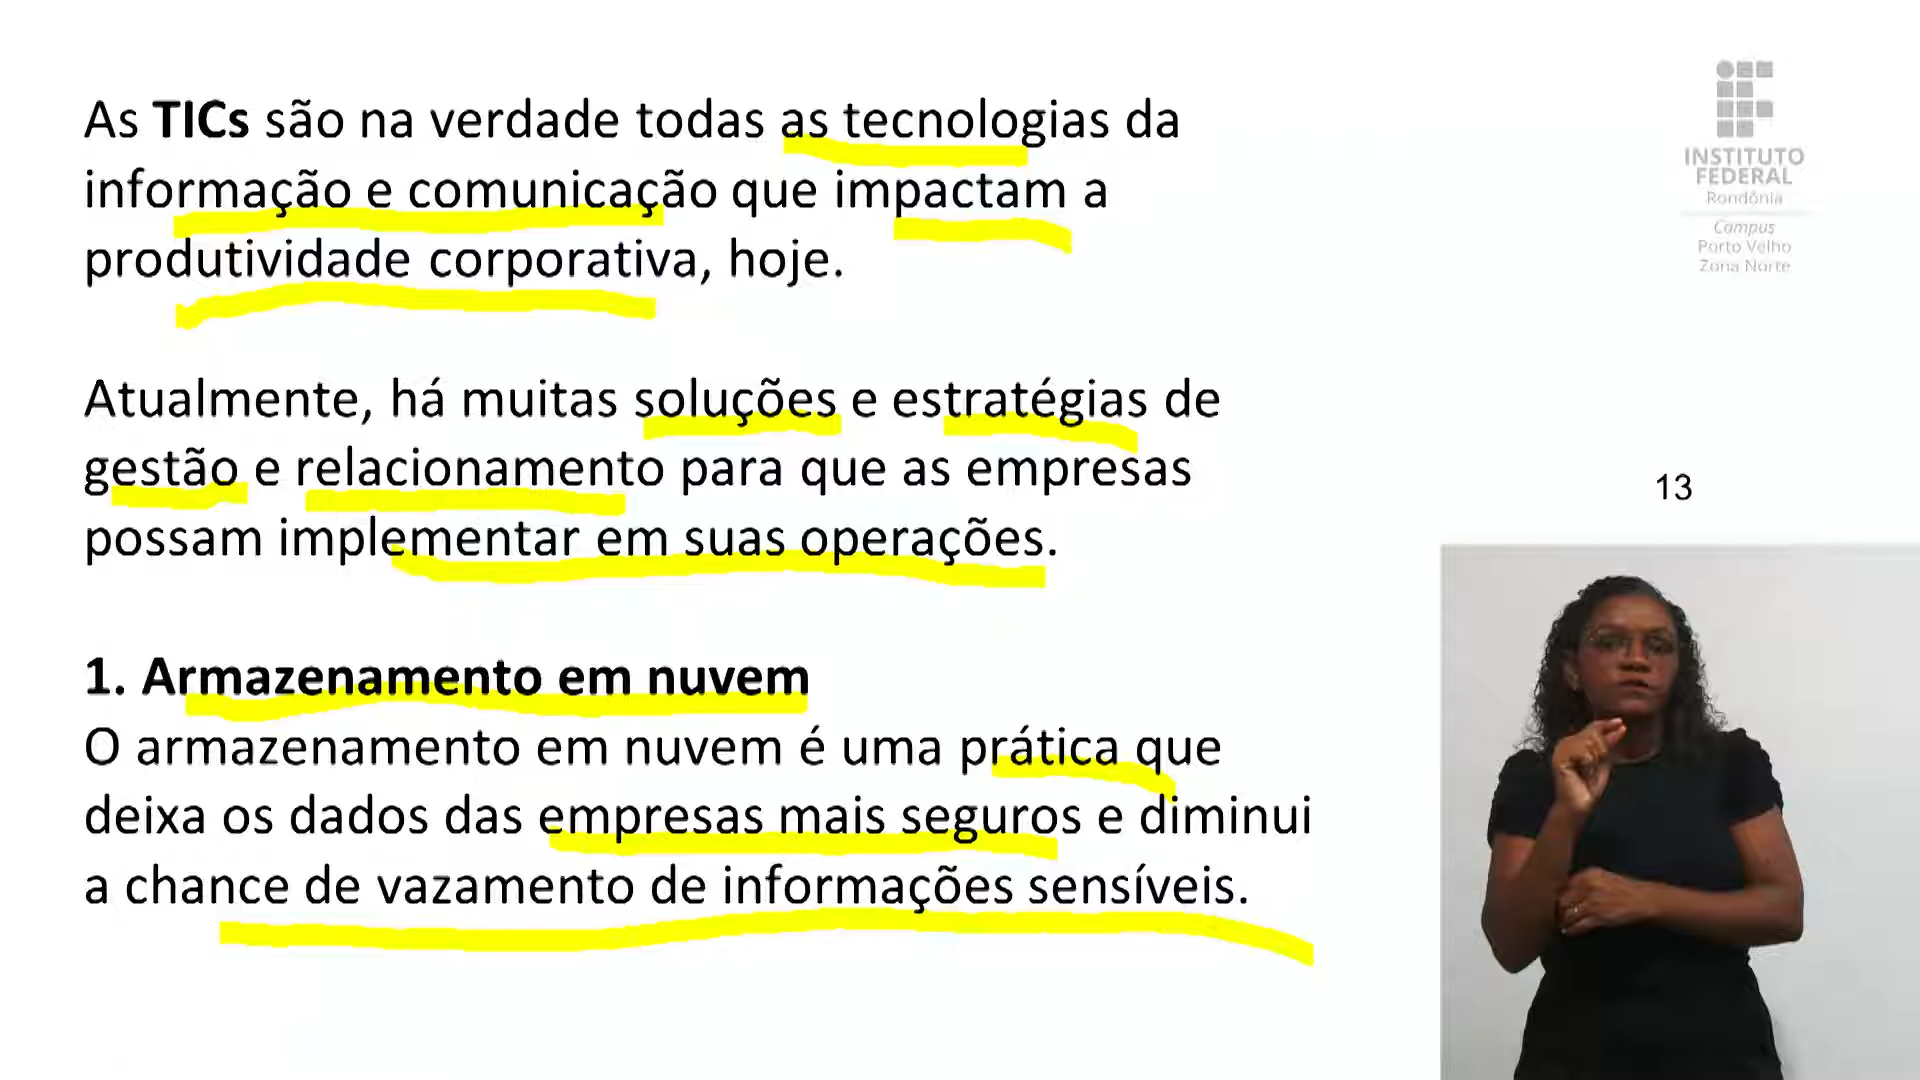 As TICs são na verdade todas as tecnologias da
informação e comunicação que impactam a
produtividade corporativa, hoje.
Atualmente, há muitas soluções e estratégias de
gestão e relacionamento para que as empresas
possam implementar em suas operações.
1. Armazenamento em nuvem
O armazenamento em nuvem é uma prática que
deixa os dados das empresas mais seguros e diminui
a chance de vazamento de informações sensíveis.
INSTITUTO
FEDERAL
Rondônia
Campus
Porto Velho
Zona Norte
13